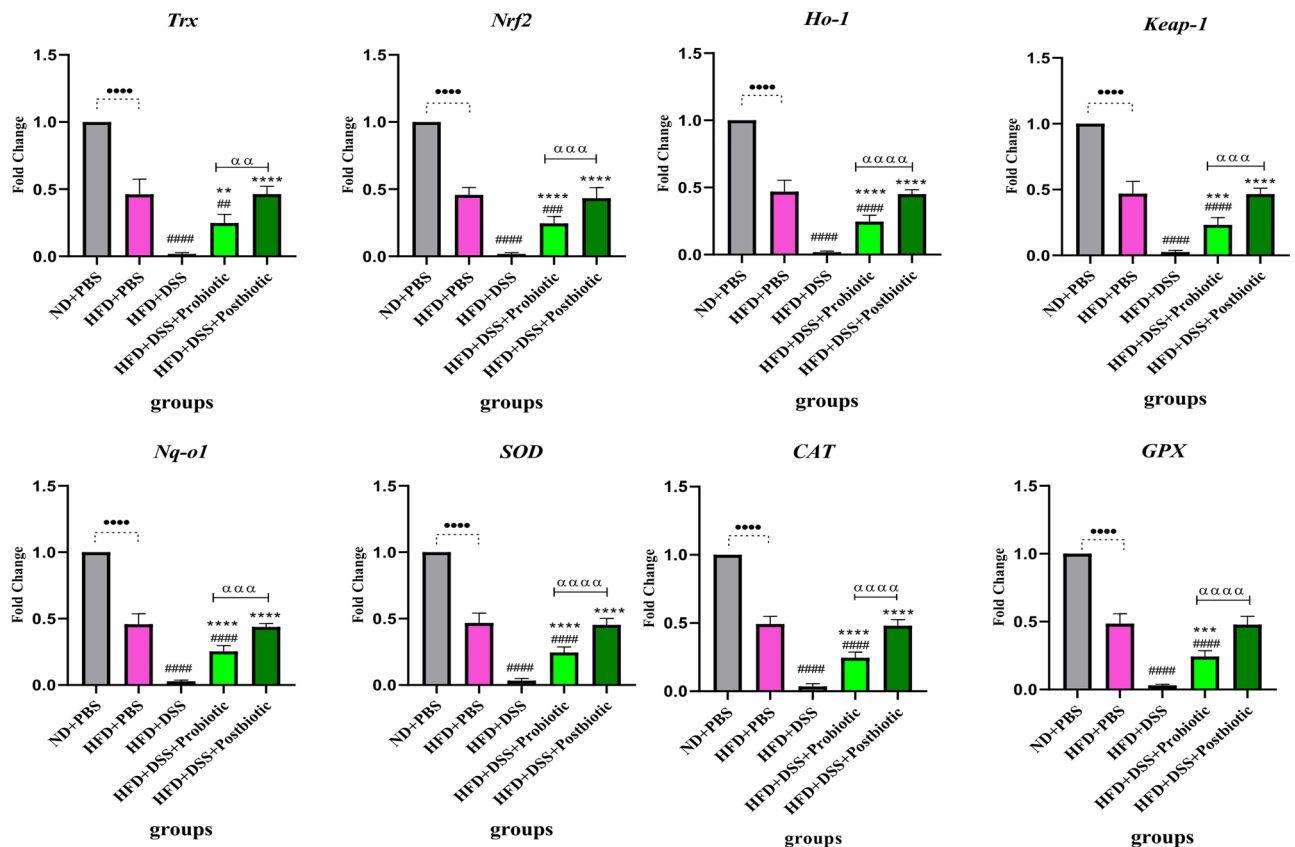 Trx
1.5
1.0
0.5
0.0
Fold Change
••••
####
**
##
αα
****
ND+PBS
HFD+PBS
HFD+DSS
HFD+DSS+Probiotic
HFD+DSS+Postbiotic
groups
Nrf2
1.5
1.0
0.5
0.0
Fold Change
••••
####
****
###
ααα
****
ND+PBS
HFD+PBS
HFD+DSS
HFD+DSS+Probiotic
HFD+DSS+Postbiotic
groups
Ho-1
1.5
1.0
0.5
0.0
Fold Change
••••
####
****
####
αααα
****
ND+PBS
HFD+PBS
HFD+DSS
HFD+DSS+Probiotic
HFD+DSS+Postbiotic
groups
Keap-1
1.5
1.0
0.5
0.0
Fold Change
••••
####
***
####
ααα
****
ND+PBS
HFD+PBS
HFD+DSS
HFD+DSS+Probiotic
HFD+DSS+Postbiotic
groups
Nq-o1
1.5
1.0
0.5
0.0
Fold Change
••••
####
****
####
ααα
****
ND+PBS
HFD+PBS
HFD+DSS
HFD+DSS+Probiotic
HFD+DSS+Postbiotic
groups
SOD
1.5
1.0
0.5
0.0
Fold Change
••••
####
****
####
αααα
****
ND+PBS
HFD+PBS
HFD+DSS
HFD+DSS+Probiotic
HFD+DSS+Postbiotic
groups
CAT
1.5
1.0
0.5
0.0
Fold Change
••••
####
****
####
αααα
****
ND+PBS
HFD+PBS
HFD+DSS
HFD+DSS+Probiotic
HFD+DSS+Postbiotic
groups
GPX
1.5
1.0
0.5
0.0
Fold Change
••••
####
***
####
αααα
ND+PBS
HFD+PBS
HFD+DSS
HFD+DSS+Probiotic
HFD+DSS+Postbiotic
groups